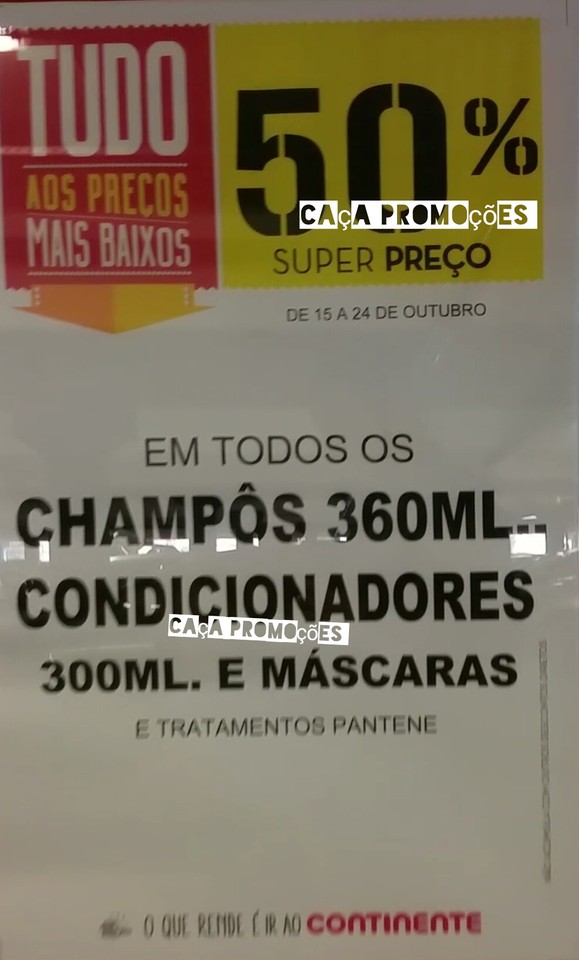 TUDO
AOS PREÇOS
MAIS BAIXOS
50%
CAÇA PROMOÇÕES
SUPER PREÇO
DE 15 A 24 DE OUTUBRO
EM TODOS OS
CHAMPÔS 360ML..
CONDICIONADORES
CAÇA PROMOÇÕES
300ML. E MÁSCARAS
E TRATAMENTOS PANTENE
O QUE RENDE É IR AO CONTINENTE